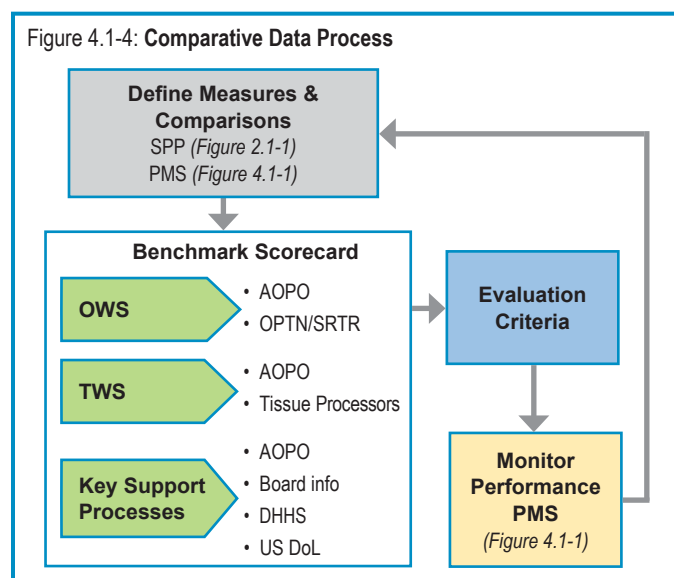 Figure 4.1-4: Comparative Data Process
Define Measures &
Comparisons
SPP (Figure 2.1-1)
PMS (Figure 4.1-1)
Benchmark Scorecard
OWS
• AOPO
• OPTN/SRTR
TWS
• AOPO
• Tissue Processors
Key Support
Processes
• AOPO
• Board info
• DHHS
• US DoL
Evaluation
Criteria
Monitor
Performance
PMS
(Figure 4.1-1)